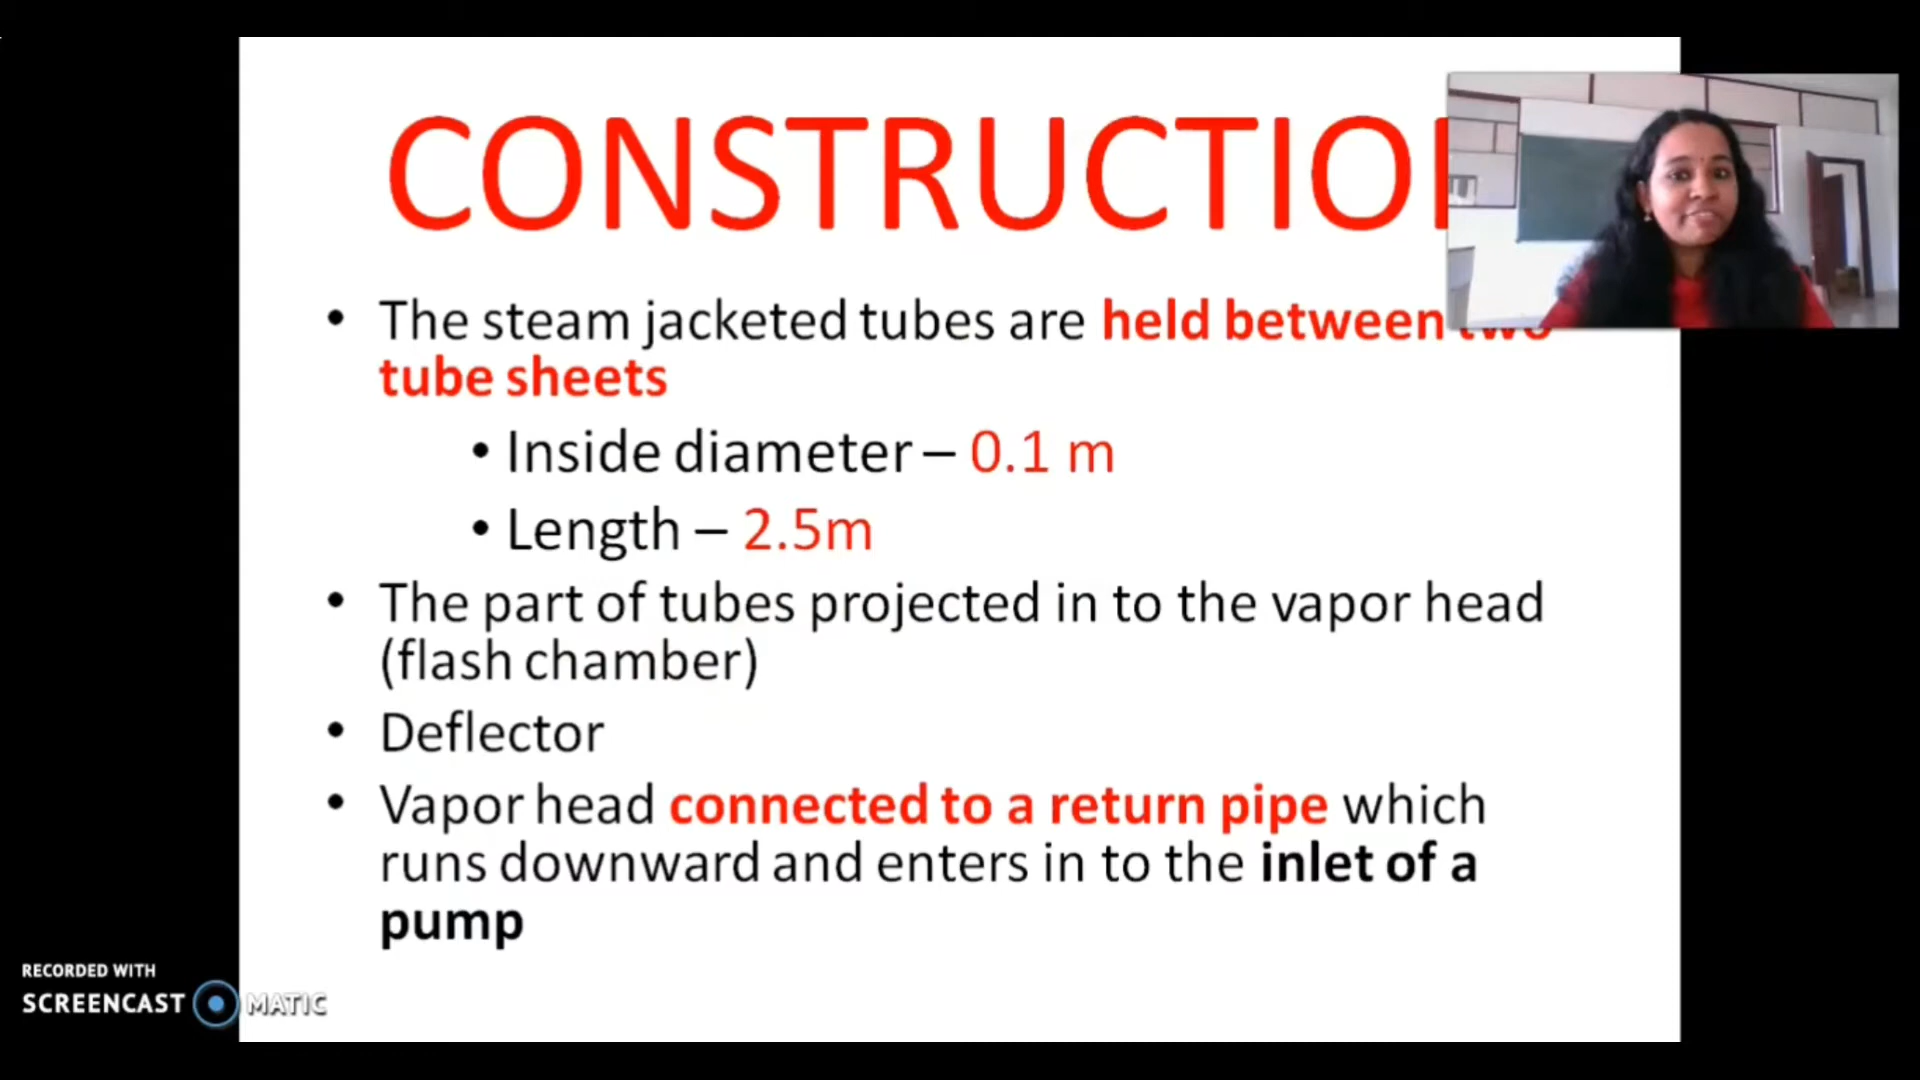 CONSTRUCTIO
• The steam jacketed tubes are held between two
tube sheets
• Inside diameter – 0.1 m
• Length – 2.5m
• The part of tubes projected in to the vapor head
(flash chamber)
• Deflector
• Vapor head connected to a return pipe which
runs downward and enters in to the inlet of a
pump
RECORDED WITH
SCREENCAST MATIC